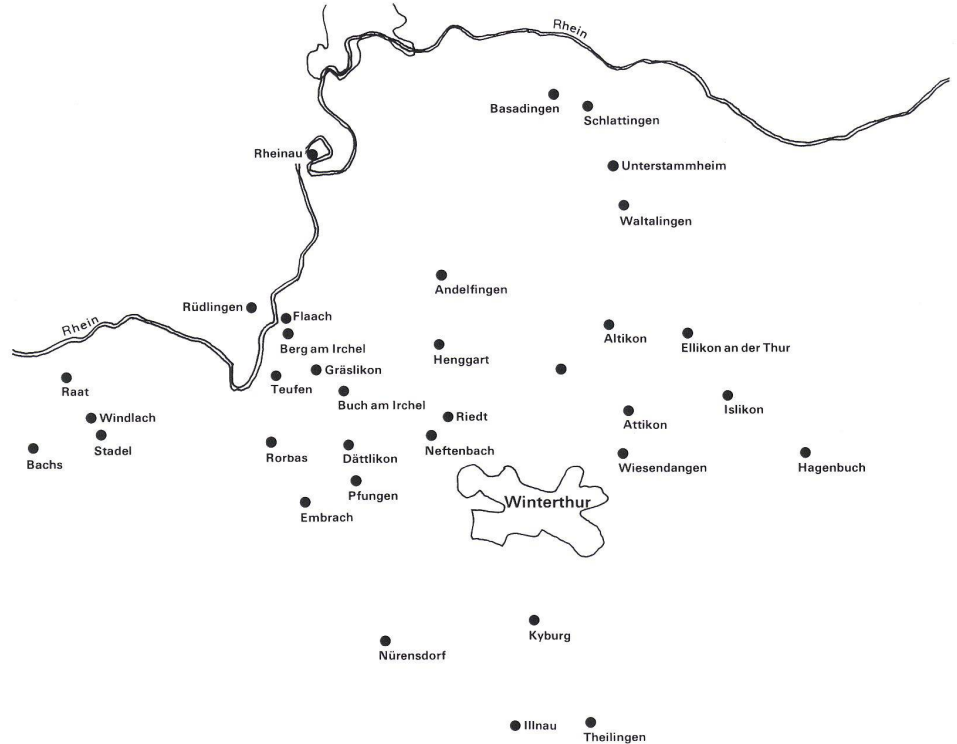 Rhein
Basadingen
Schlattingen
Rheinau
Unterstammheim
Waltalingen
Andelfingen
Rüdlingen
Flaach
Rhein
Berg am Irchel
Altikon
Ellikon an der Thur
Henggart
Gräslikon
Teufen
Raat
Buch am Irchel
Islikon
Windlach
Riedt
Attikon
Stadel
Rorbas
Dättlikon
Neftenbach
Bachs
Wiesendangen
Hagenbuch
Pfungen
Winterthur
Embrach
Kyburg
Nürensdorf
Illnau
Theilingen